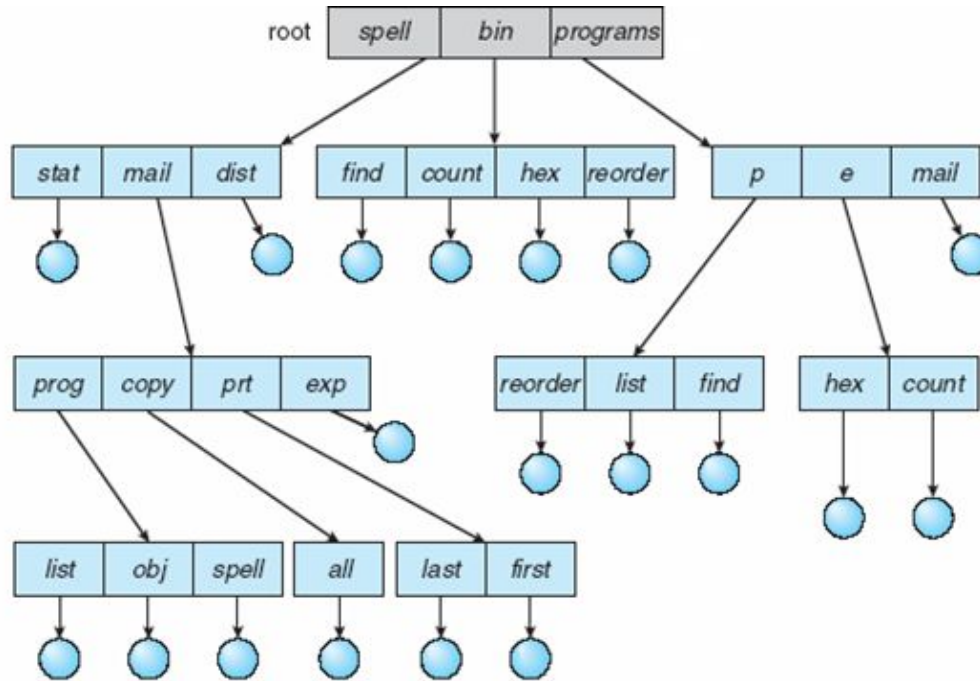 root spell bin programs
stat mail dist find count hex reorder p e mail
prog copy prt exp reorder list find hex count
list obj spell all last first